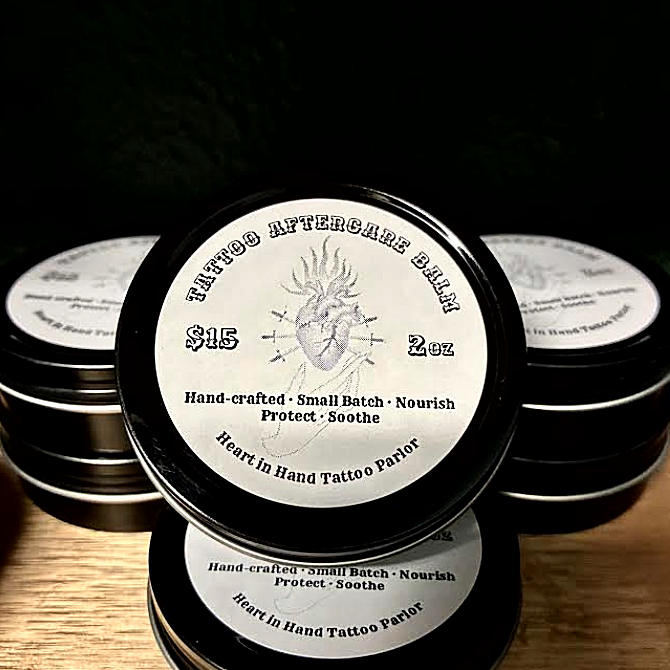 TATTOO AFTERCARE BALM
$15
2oz
Hand-crafted · Small Batch · Nourish
Protect · Soothe
Heart in Hand Tattoo Parlor
Hand-crafted · Small Batch · Nourish
Protect · Soothe
Heart in Hand Tattoo Parlor